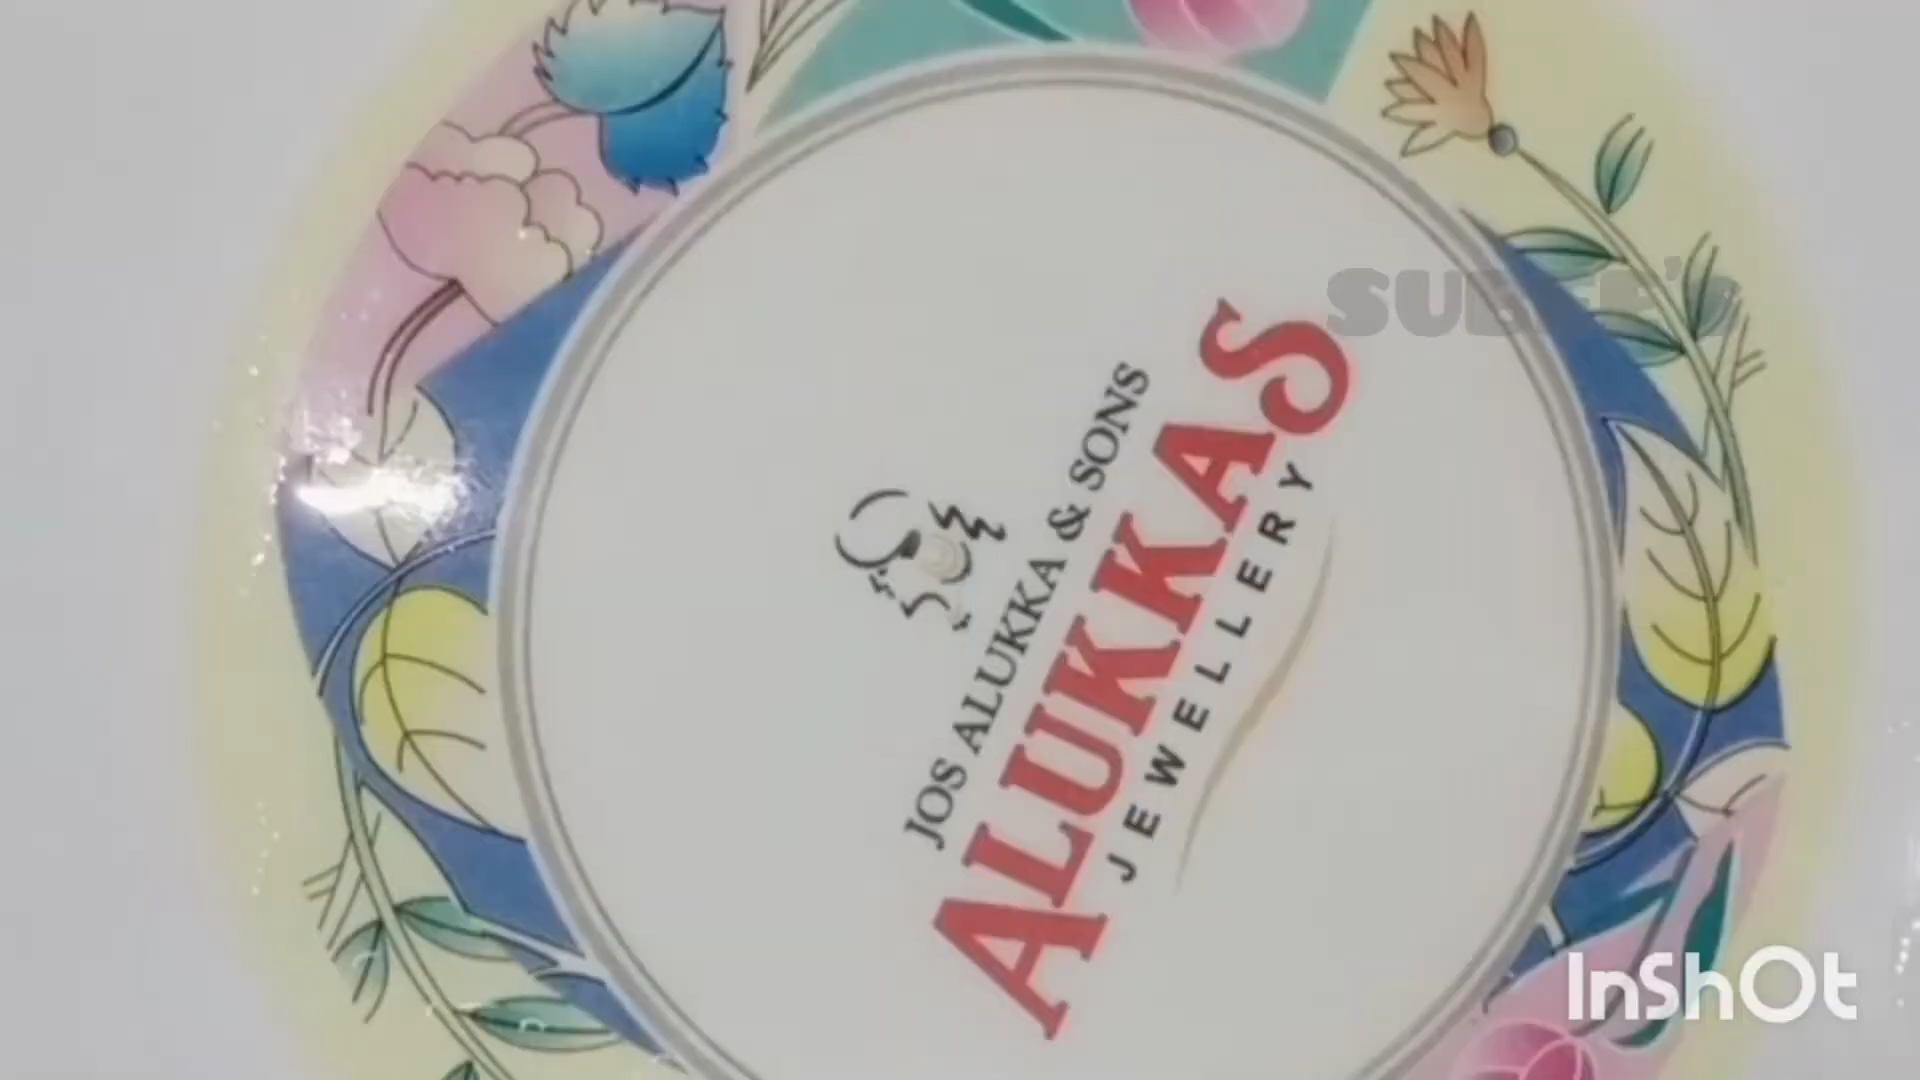 JOS ALUKKA & SONS
ALUKKAS
JEWELLERY
InShOt